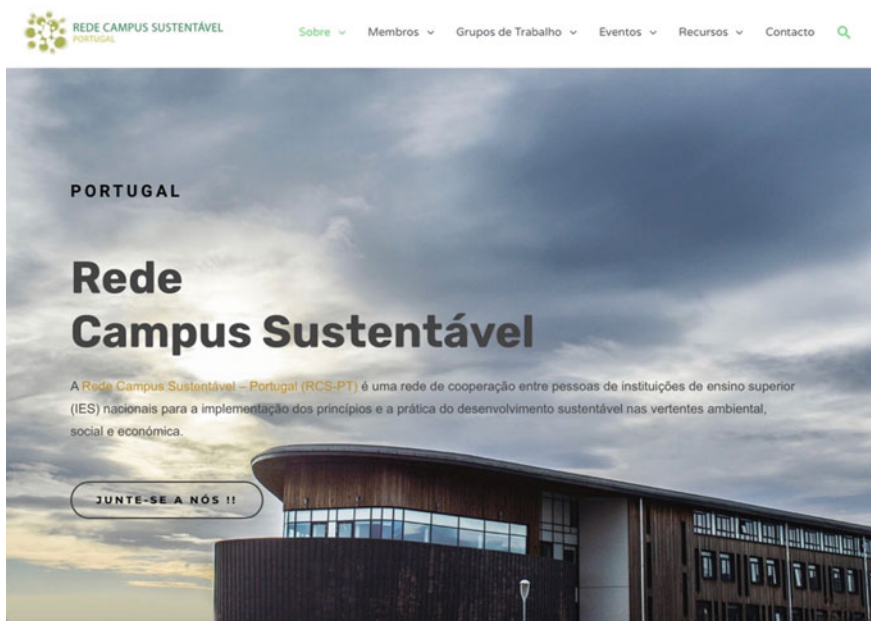 REDE CAMPUS SUSTENTÁVEL
PORTUGAL
Sobre Membros Grupos de Trabalho Eventos Recursos Contacto
PORTUGAL
Rede
Campus Sustentável
A Rede Campus Sustentável – Portugal (RCS-PT) é uma rede de cooperação entre pessoas de instituições de ensino superior
(IES) nacionais para a implementação dos princípios e a prática do desenvolvimento sustentável nas vertentes ambiental,
social e económica.
JUNTE-SE A NÓS !!